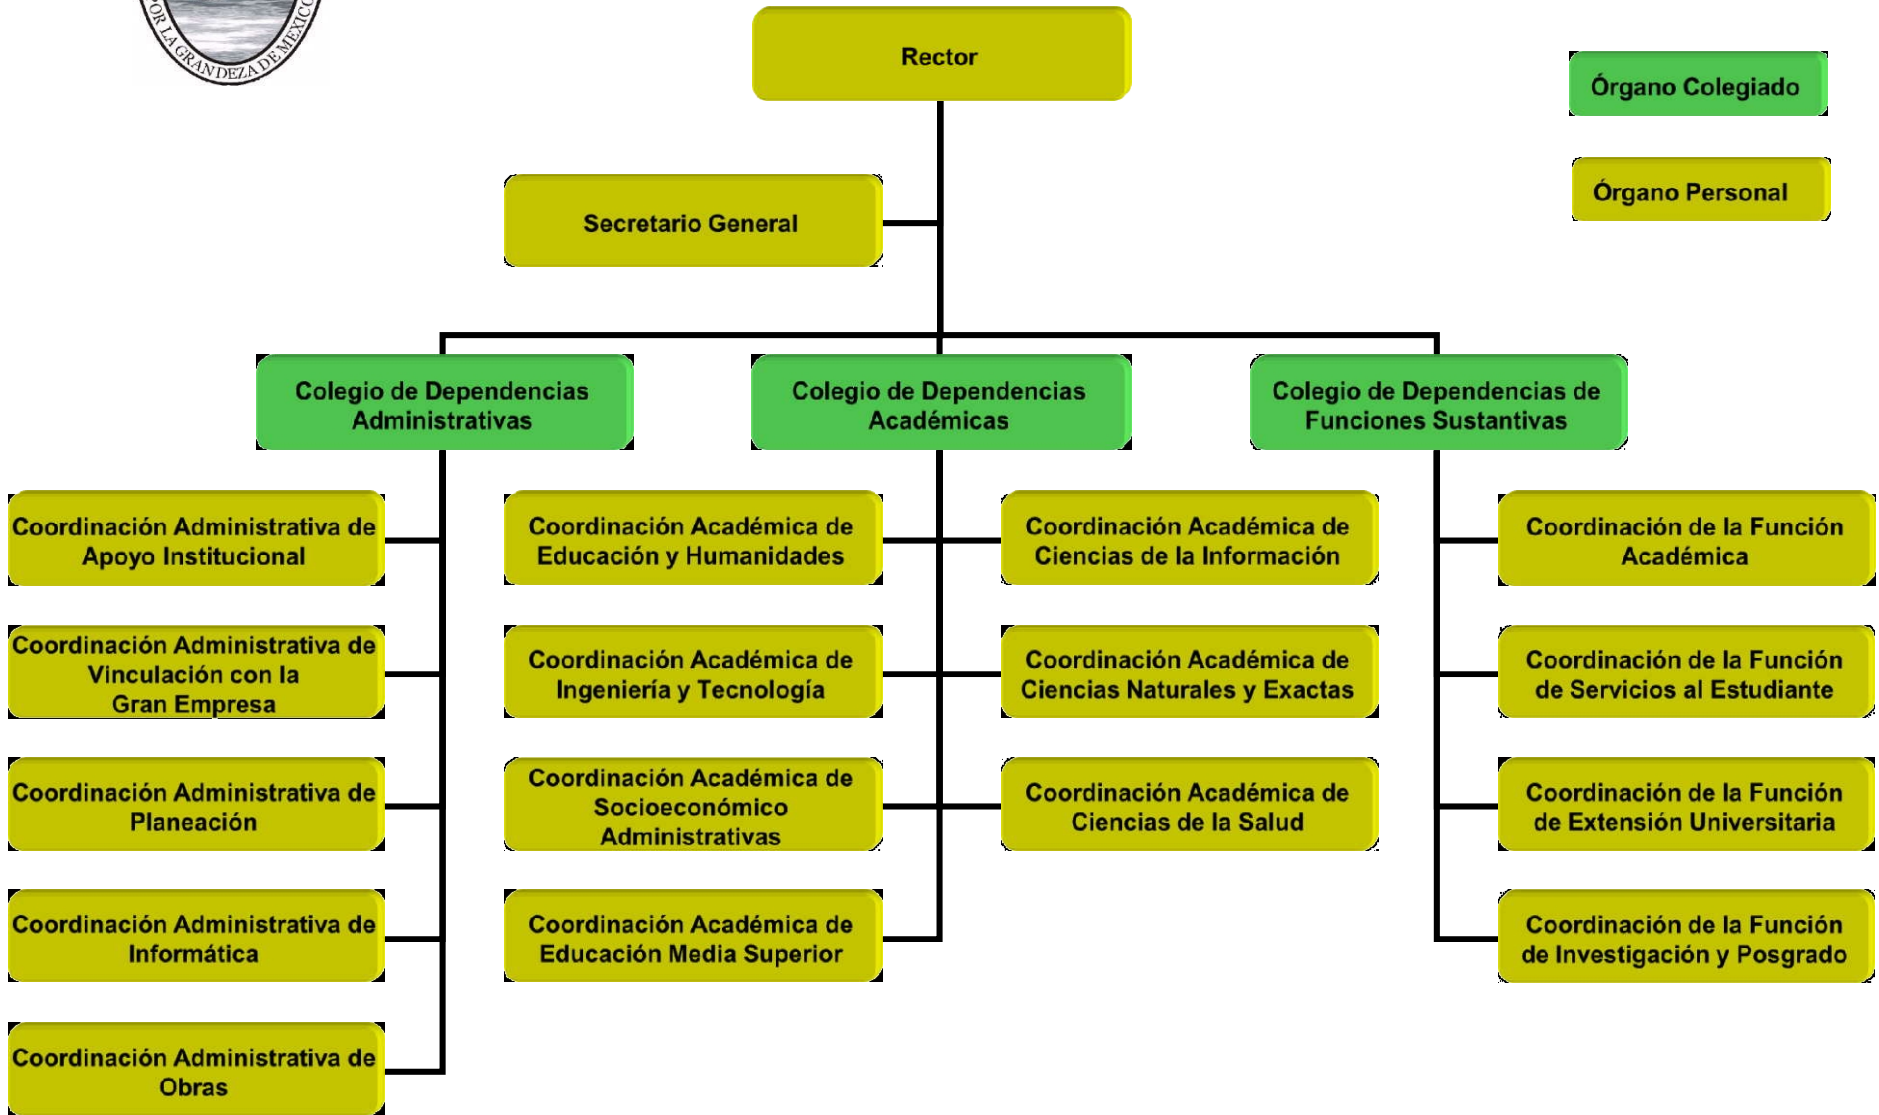 POR LA GRANDEZA DE MEXICO
Rector
Órgano Colegiado
Órgano Personal
Secretario General
Colegio de Dependencias
Administrativas
Colegio de Dependencias
Académicas
Colegio de Dependencias de
Funciones Sustantivas
Coordinación Administrativa de
Apoyo Institucional
Coordinación Administrativa de
Vinculación con la
Gran Empresa
Coordinación Administrativa de
Planeación
Coordinación Administrativa de
Informática
Coordinación Administrativa de
Obras
Coordinación Académica de
Educación y Humanidades
Coordinación Académica de
Ingeniería y Tecnología
Coordinación Académica de
Socioeconómico
Administrativas
Coordinación Académica de
Educación Media Superior
Coordinación Académica de
Ciencias de la Información
Coordinación Académica de
Ciencias Naturales y Exactas
Coordinación Académica de
Ciencias de la Salud
Coordinación de la Función
Académica
Coordinación de la Función
de Servicios al Estudiante
Coordinación de la Función
de Extensión Universitaria
Coordinación de la Función
de Investigación y Posgrado